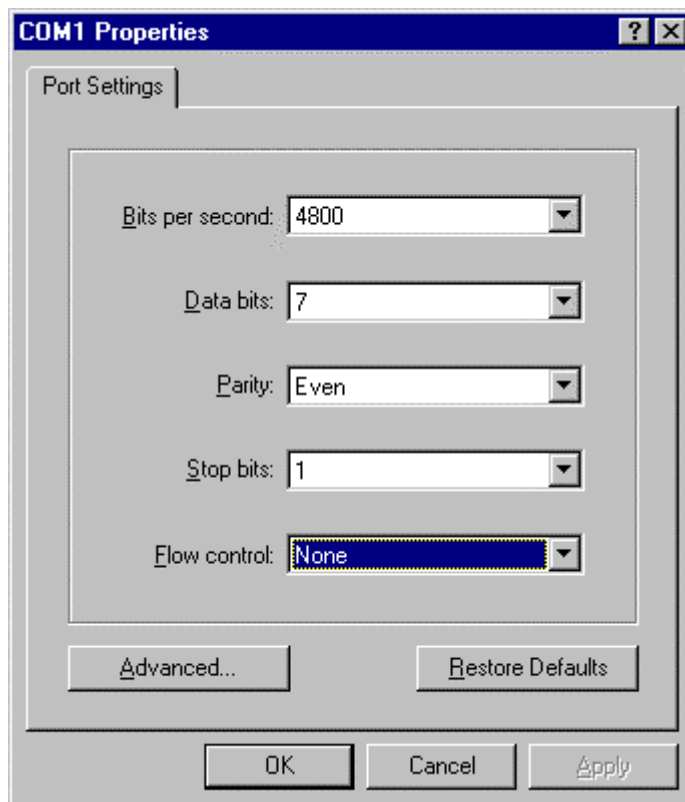 COM1 Properties
Port Settings
Bits per second: 4800
Data bits: 7
Parity: Even
Stop bits: 1
Flow control: None
Advanced... Restore Defaults
OK Cancel Apply